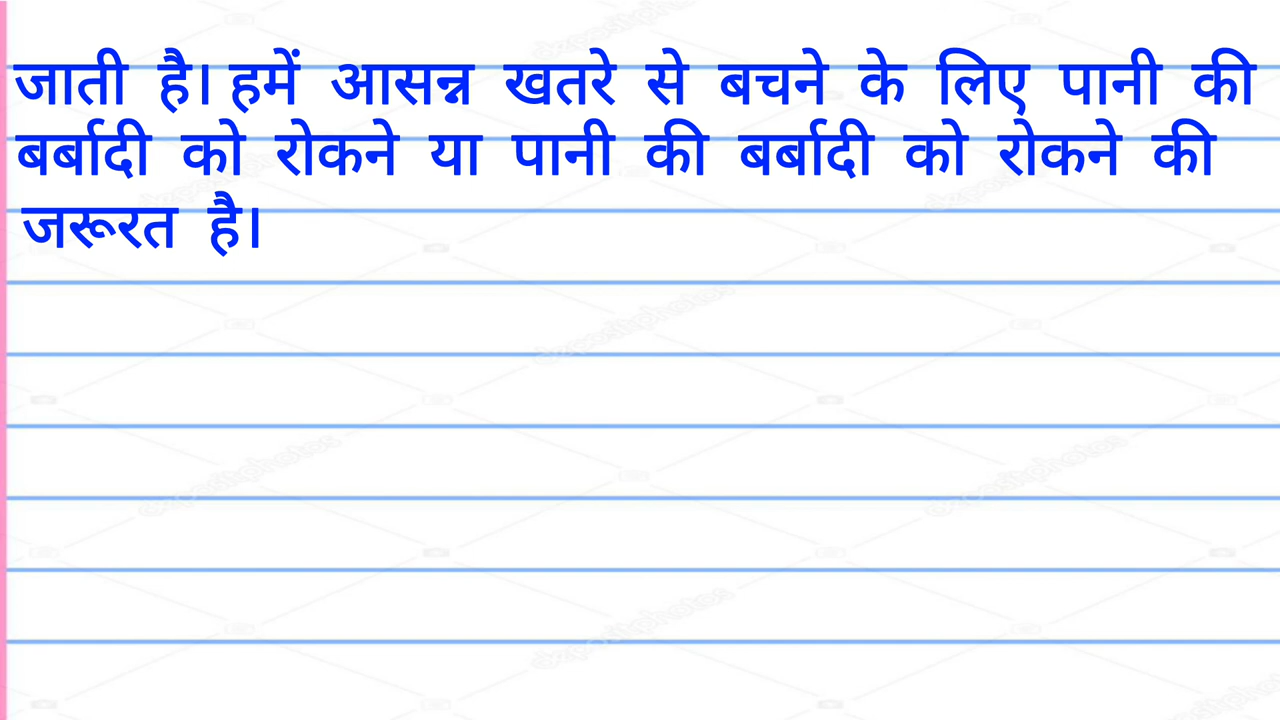 जाती है। हमें आसन्न खतरे से बचने के लिए पानी की
बर्बादी को रोकने या पानी की बर्बादी को रोकने की
जरूरत है।